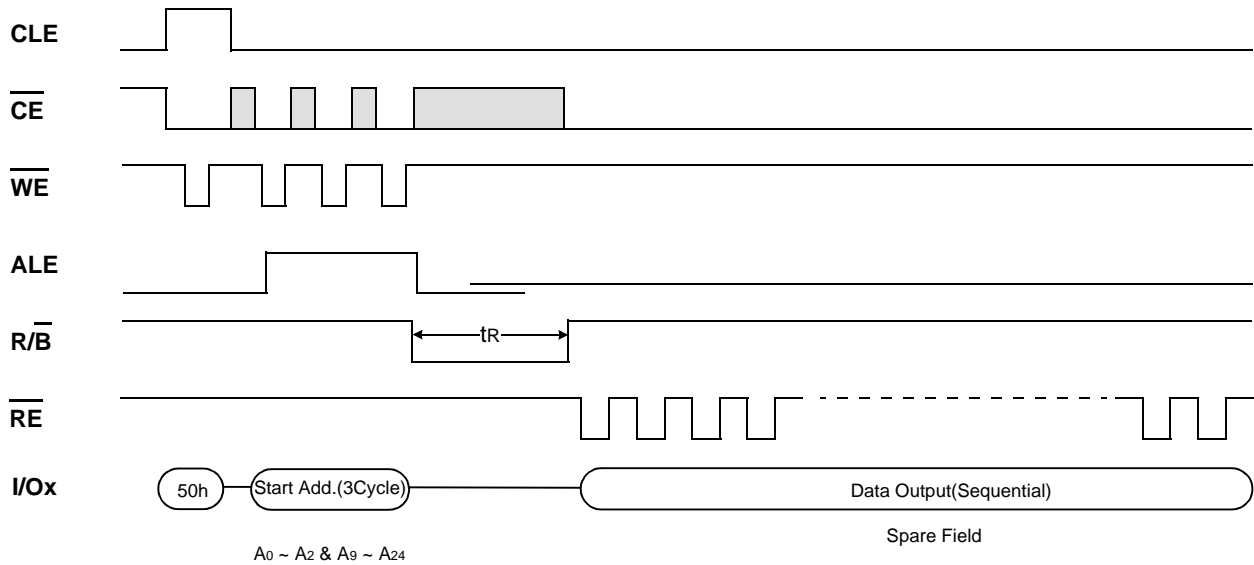 CLE
CE
WE
ALE
R/B
tR
RE
I/Ox 50h Start Add.(3Cycle) Data Output(Sequential)
A0 ~ A2 & A9 ~ A24
Spare Field